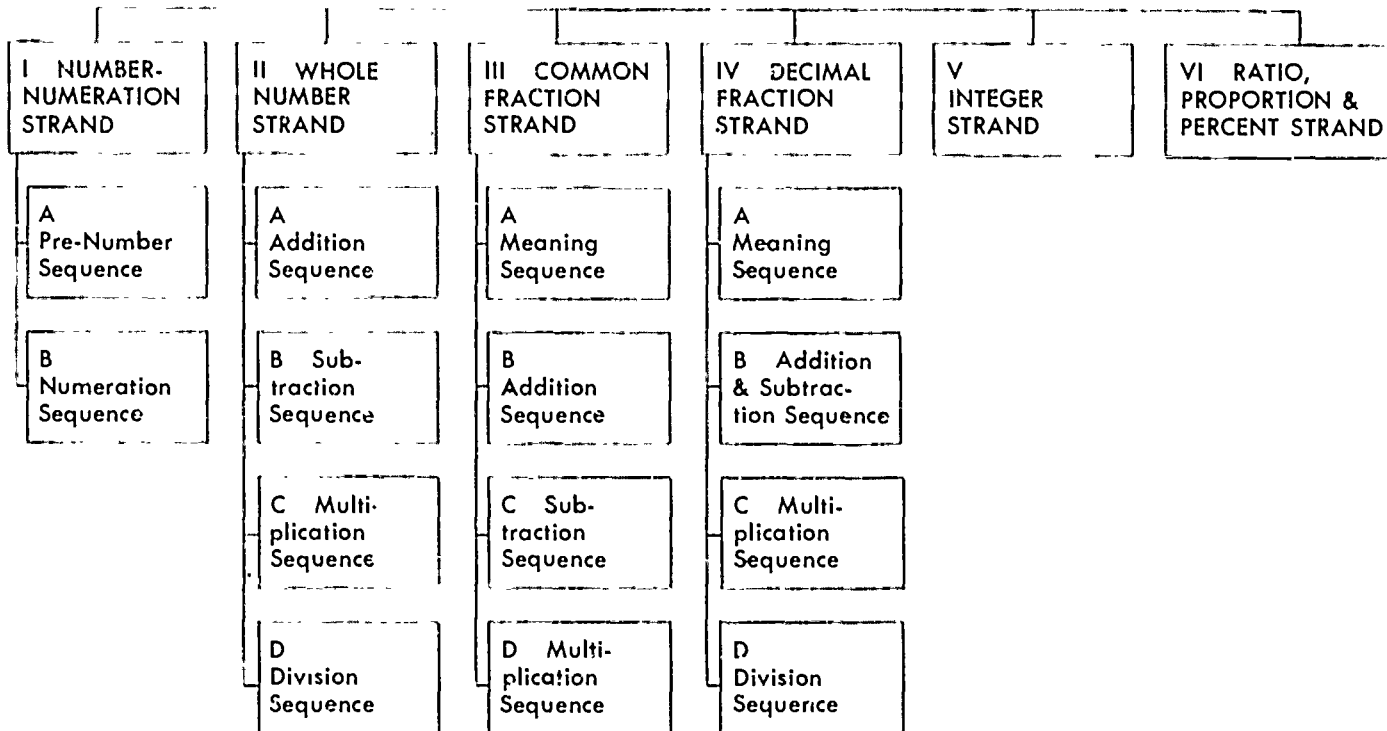 I NUMBER-
NUMERATION
STRAND
II WHOLE
NUMBER
STRAND
III COMMON
FRACTION
STRAND
IV DECIMAL
FRACTION
STRAND
V
INTEGER
STRAND
VI RATIO,
PROPORTION &
PERCENT STRAND
A
Pre-Number
Sequence
B
Numeration
Sequence
A
Addition
Sequence
B Sub-
traction
Sequence
C Multi-
plication
Sequence
D
Division
Sequence
A
Meaning
Sequence
B
Addition
Sequence
C Sub-
traction
Sequence
D Multi-
plication
Sequence
A
Meaning
Sequence
B Addition
& Subtrac-
tion Sequence
C Multi-
plication
Sequence
D
Division
Sequence